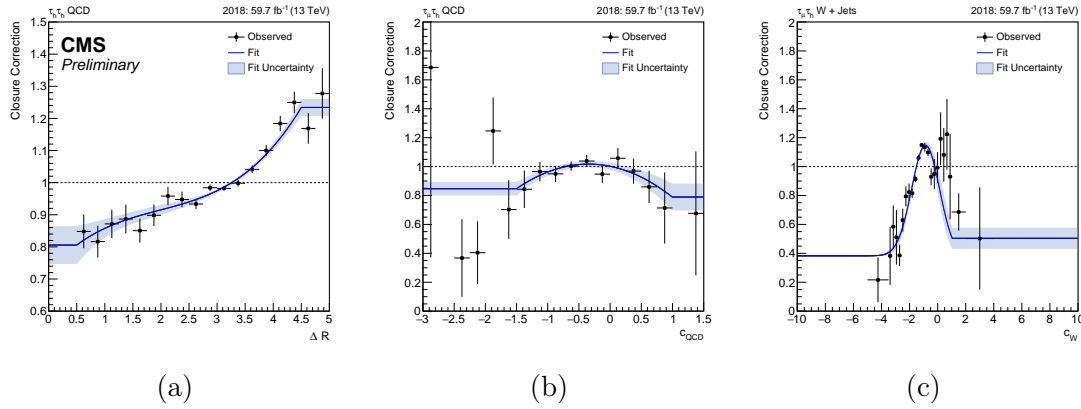 τₕτₕ QCD 2018: 59.7 fb⁻¹ (13 TeV)
CMS
Preliminary
Observed
Fit
Fit Uncertainty
Closure Correction
1.5
1.4
1.3
1.2
1.1
1
0.9
0.8
0.7
0.6
0 0.5 1 1.5 2 2.5 3 3.5 4 4.5 5
Δ R
(a)
τ_μτₕ QCD 2018: 59.7 fb⁻¹ (13 TeV)
Observed
Fit
Fit Uncertainty
Closure Correction
2
1.8
1.6
1.4
1.2
1
0.8
0.6
0.4
0.2
0
−3 −2.5 −2 −1.5 −1 −0.5 0 0.5 1 1.5
c_QCD
(b)
τ_μτₕ W + Jets 2018: 59.7 fb⁻¹ (13 TeV)
Observed
Fit
Fit Uncertainty
Closure Correction
2
1.8
1.6
1.4
1.2
1
0.8
0.6
0.4
0.2
0
−10 −8 −6 −4 −2 0 2 4 6 8 10
c_W
(c)